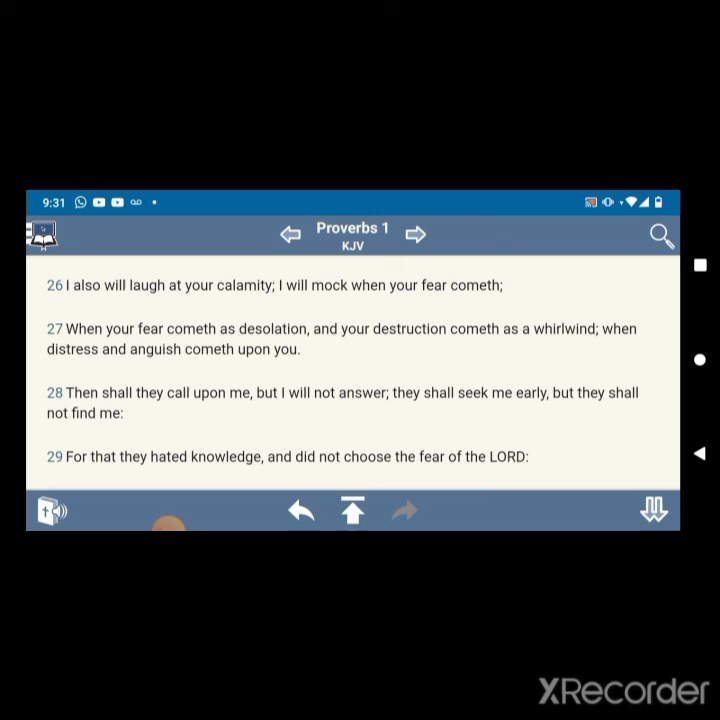 9:31
Proverbs 1
KJV
26 I also will laugh at your calamity; I will mock when your fear cometh;
27 When your fear cometh as desolation, and your destruction cometh as a whirlwind; when
distress and anguish cometh upon you.
28 Then shall they call upon me, but I will not answer; they shall seek me early, but they shall
not find me:
29 For that they hated knowledge, and did not choose the fear of the LORD:
XRecorder